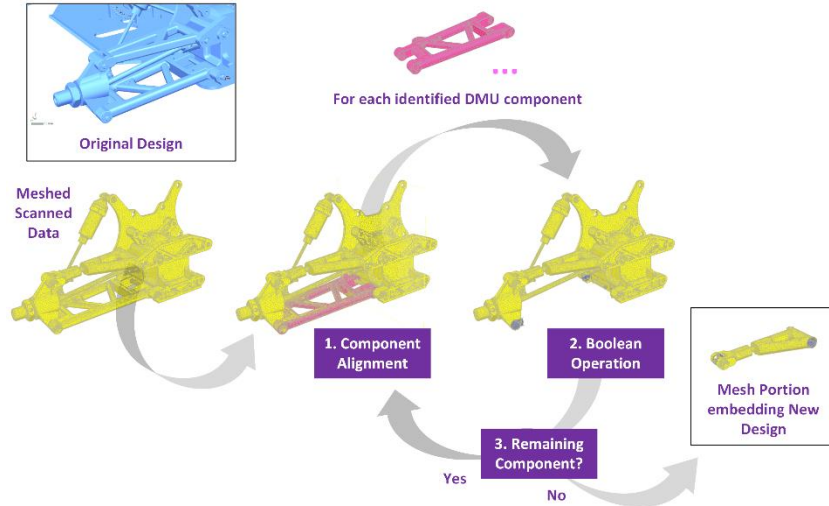 Original Design
For each identified DMU component
Meshed
Scanned
Data
1. Component
Alignment
2. Boolean
Operation
3. Remaining
Component?
Yes
No
Mesh Portion
embedding New
Design